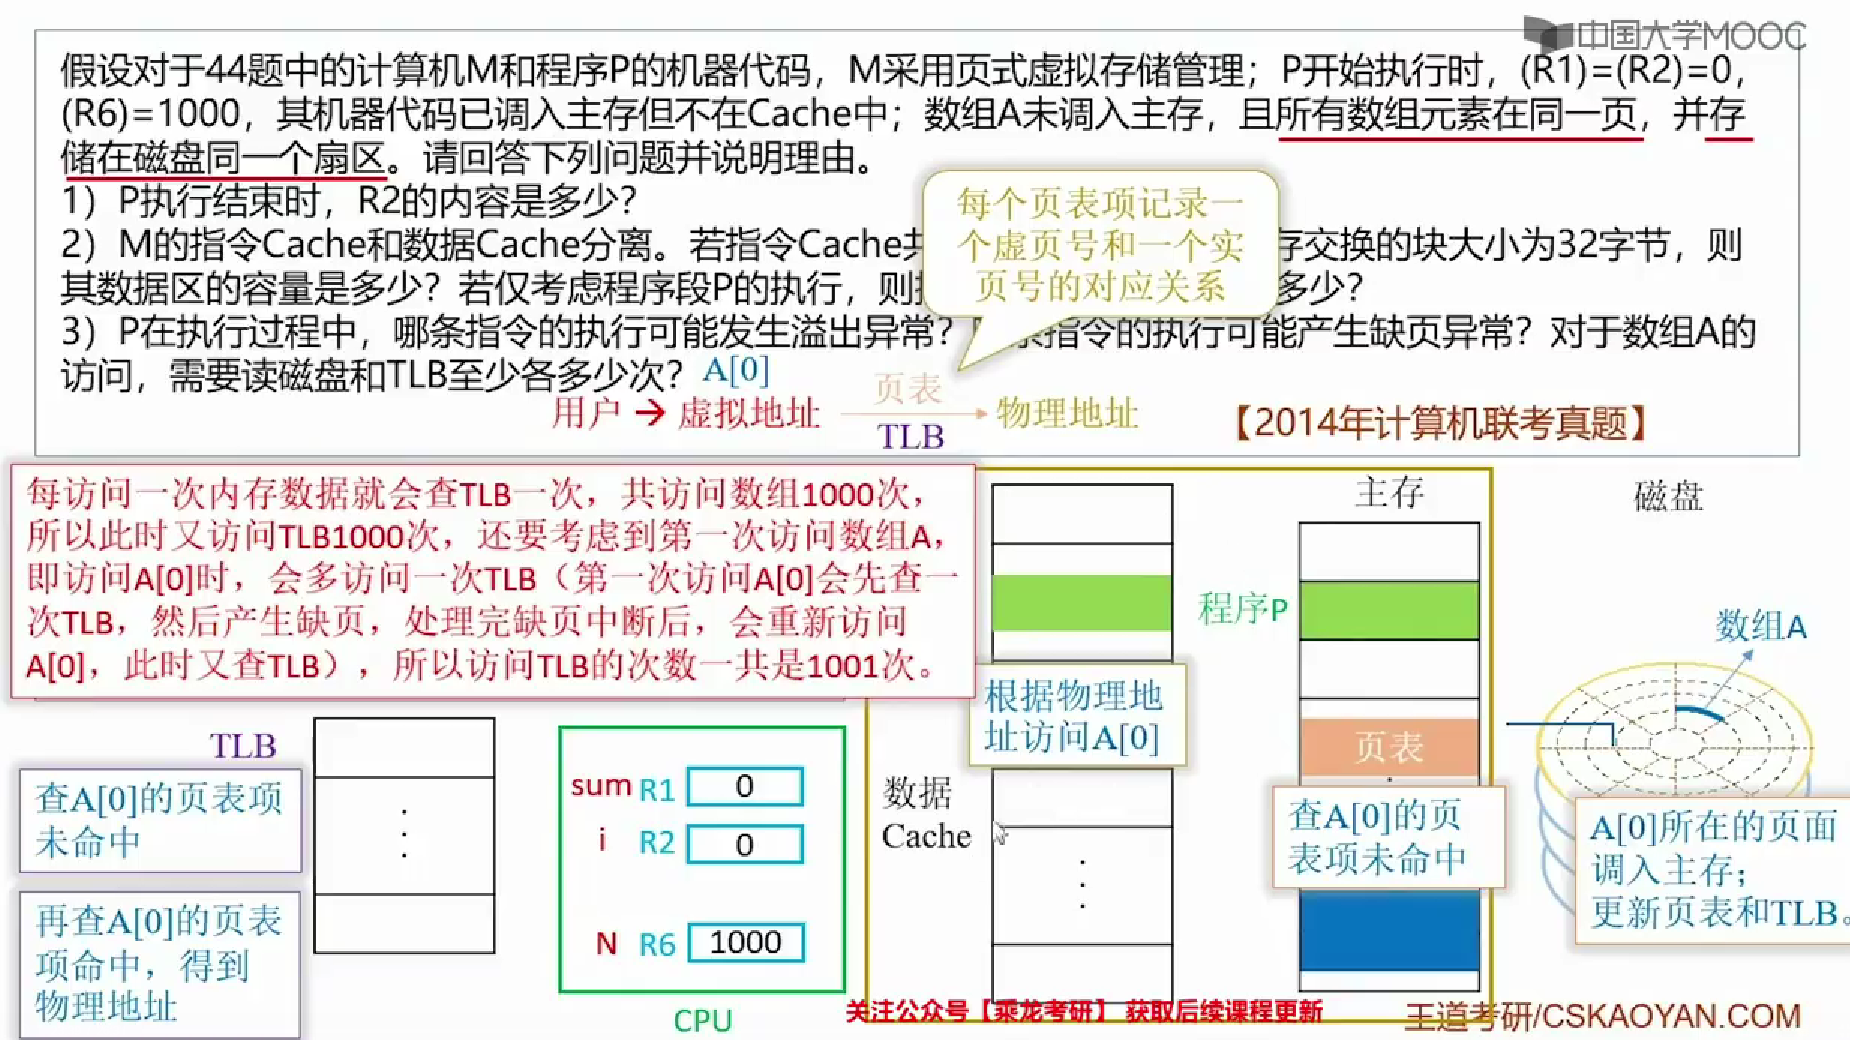 中国大学MOOC
假设对于44题中的计算机M和程序P的机器代码，M采用页式虚拟存储管理；P开始执行时，(R1)=(R2)=0，
(R6)=1000，其机器代码已调入主存但不在Cache中；数组A未调入主存，且所有数组元素在同一页，并存
储在磁盘同一个扇区。请回答下列问题并说明理由。
1）P执行结束时，R2的内容是多少？
2）M的指令Cache和数据Cache分离。若指令Cache共 存交换的块大小为32字节，则
其数据区的容量是多少？若仅考虑程序段P的执行，则 多少？
3）P在执行过程中，哪条指令的执行可能发生溢出异常？ 条指令的执行可能产生缺页异常？对于数组A的
访问，需要读磁盘和TLB至少各多少次？
每个页表项记录一
个虚页号和一个实
页号的对应关系
A[0]
用户 → 虚拟地址 页表 物理地址
TLB
【2014年计算机联考真题】
每访问一次内存数据就会查TLB一次，共访问数组1000次，
所以此时又访问TLB1000次，还要考虑到第一次访问数组A，
即访问A[0]时，会多访问一次TLB（第一次访问A[0]会先查一
次TLB，然后产生缺页，处理完缺页中断后，会重新访问
A[0]，此时又查TLB），所以访问TLB的次数一共是1001次。
主存
磁盘
程序P
数组A
根据物理地
址访问A[0]
页表
TLB
查A[0]的页表项
未命中
再查A[0]的页表
项命中，得到
物理地址
sum R1 0
i R2 0
N R6 1000
CPU
数据
Cache
查A[0]的页
表项未命中
A[0]所在的页面
调入主存；
更新页表和TLB。
关注公众号【乘龙考研】 获取后续课程更新
王道考研/CSKAOYAN.COM